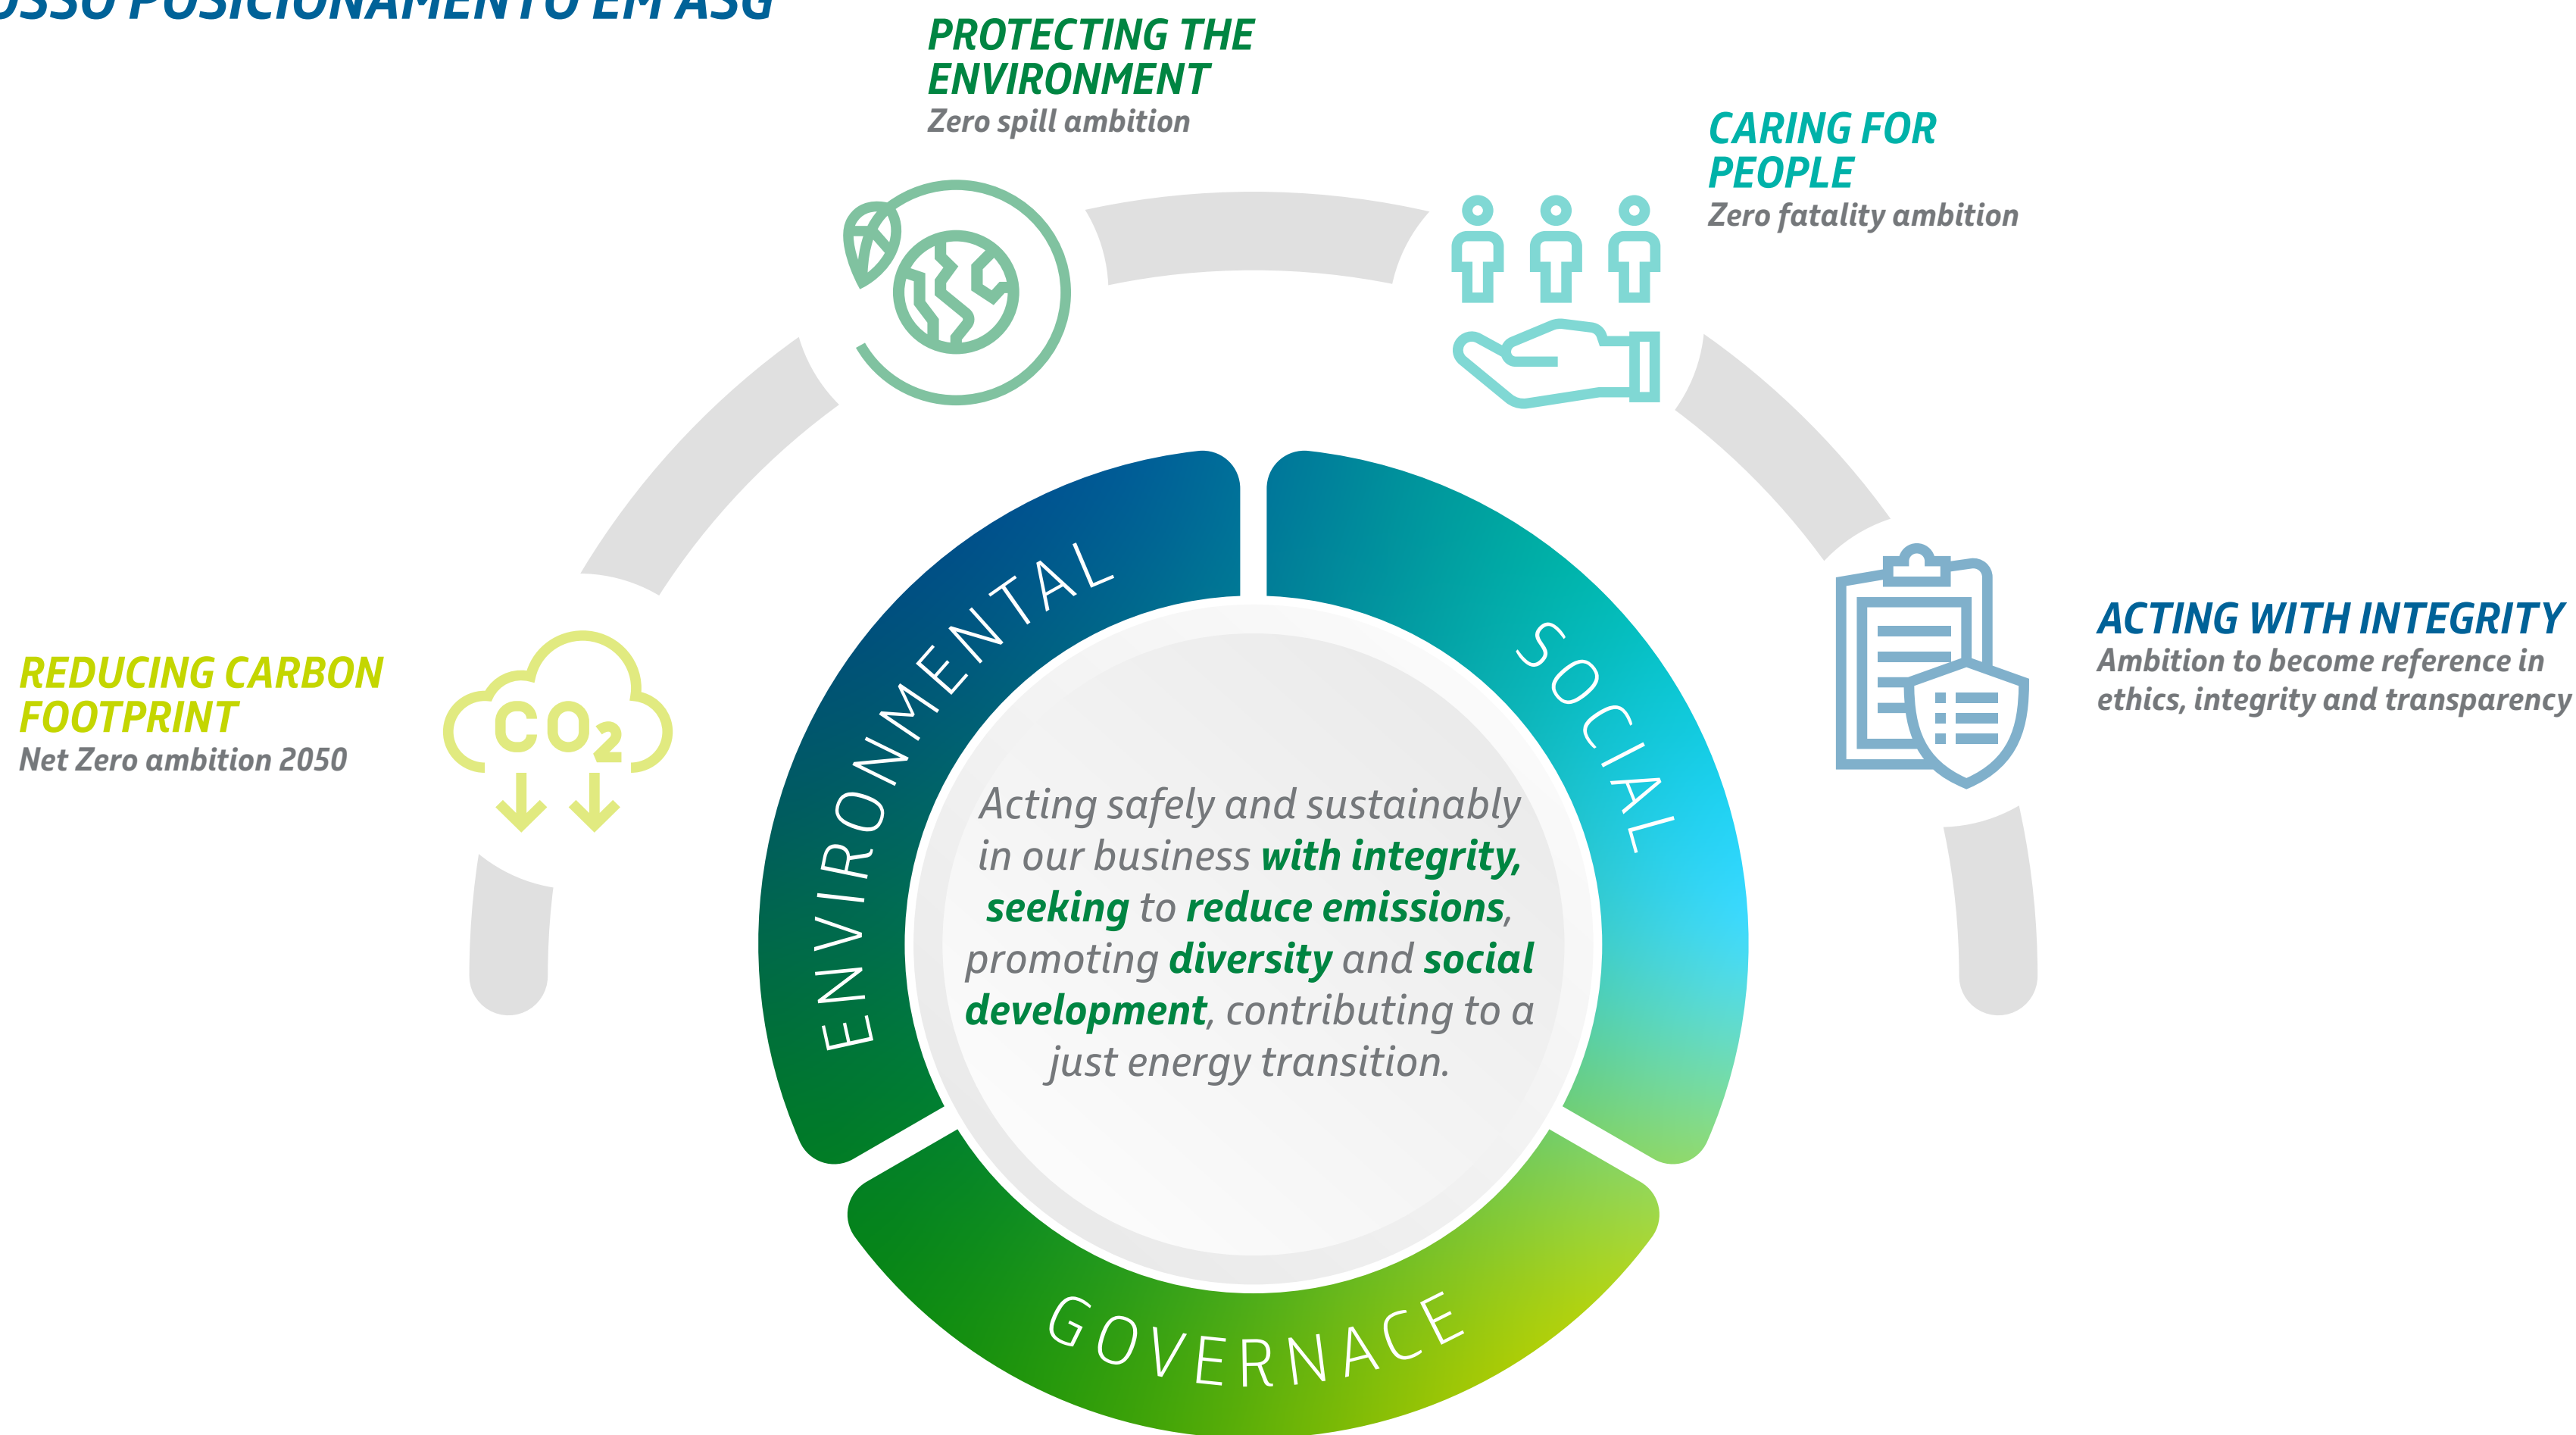 POSICIONAMENTO EM ASG
PROTECTING THE
ENVIRONMENT
Zero spill ambition
CARING FOR
PEOPLE
Zero fatality ambition
ACTING WITH INTEGRITY
Ambition to become reference in
ethics, integrity and transparency
REDUCING CARBON
FOOTPRINT
Net Zero ambition 2050
CO2
ENVIRONMENTAL
SOCIAL
Acting safely and sustainably
in our business with integrity,
seeking to reduce emissions,
promoting diversity and social
development, contributing to a
just energy transition.
GOVERNACE